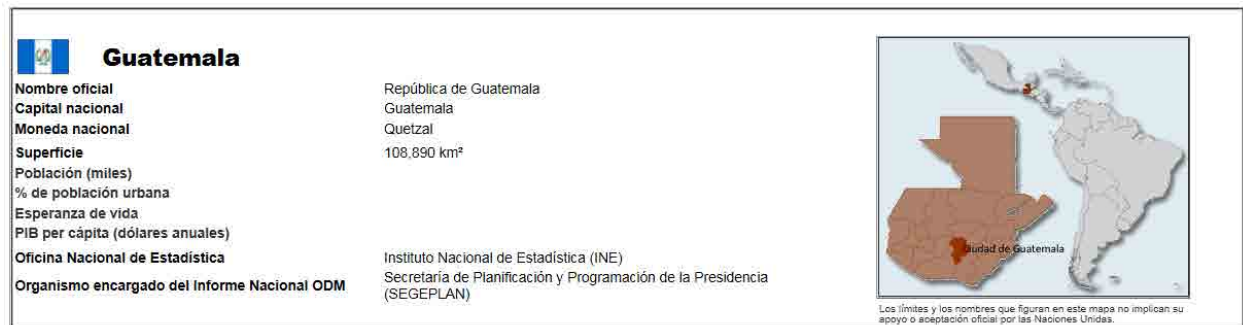 Guatemala
Nombre oficial República de Guatemala
Capital nacional Guatemala
Moneda nacional Quetzal
Superficie 108,890 km²
Población (miles)
% de población urbana
Esperanza de vida
PIB per cápita (dólares anuales)
Oficina Nacional de Estadística Instituto Nacional de Estadística (INE)
Organismo encargado del Informe Nacional ODM Secretaría de Planificación y Programación de la Presidencia
(SEGEPLAN)
Ciudad de Guatemala
Los límites y los nombres que figuran en este mapa no implican su
apoyo o aceptación oficial por las Naciones Unidas.